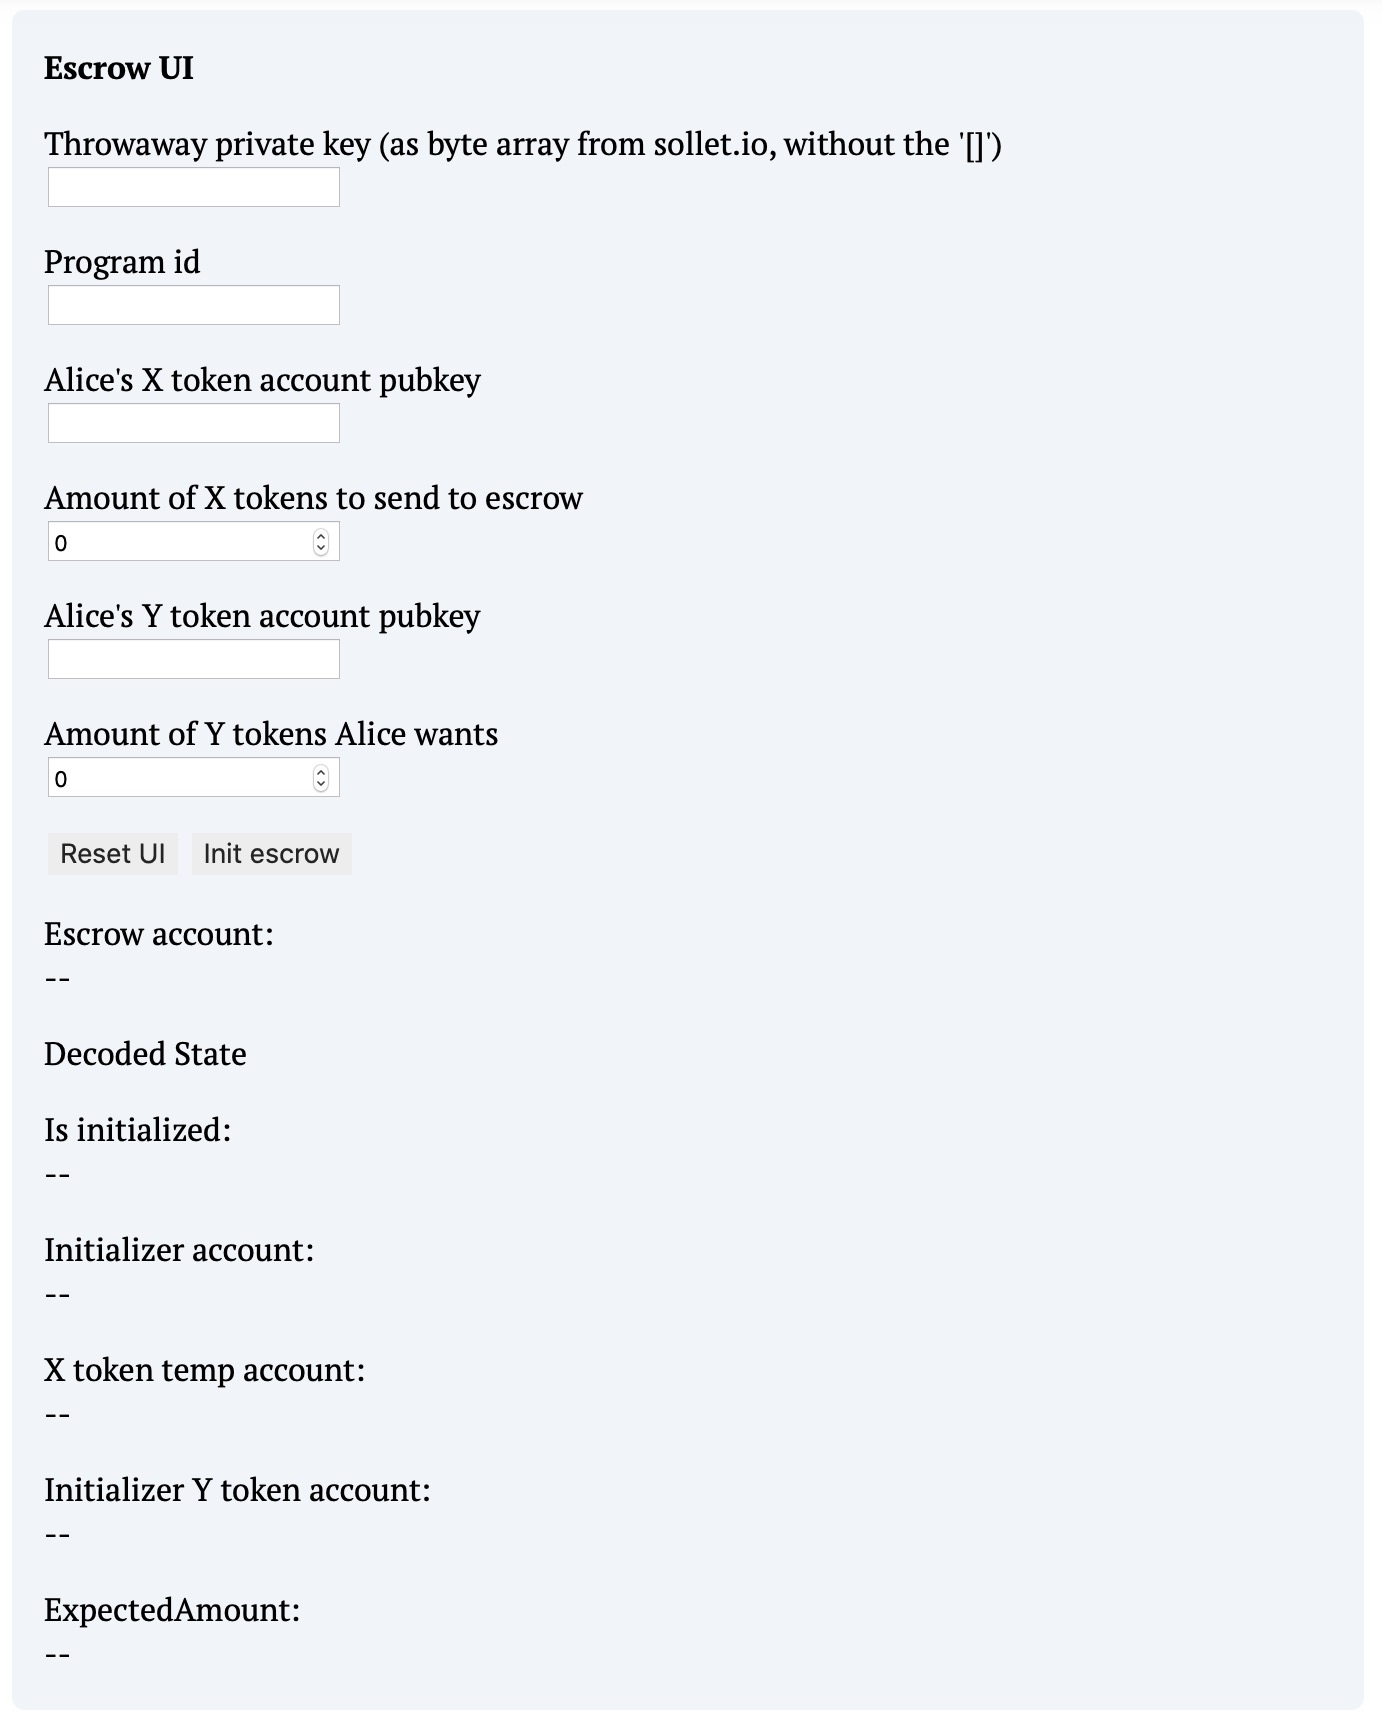 Escrow UI
Throwaway private key (as byte array from sollet.io, without the '[]')
Program id
Alice's X token account pubkey
Amount of X tokens to send to escrow
0
Alice's Y token account pubkey
Amount of Y tokens Alice wants
0
Reset UI Init escrow
Escrow account:
--
Decoded State
Is initialized:
--
Initializer account:
--
X token temp account:
--
Initializer Y token account:
--
ExpectedAmount:
--